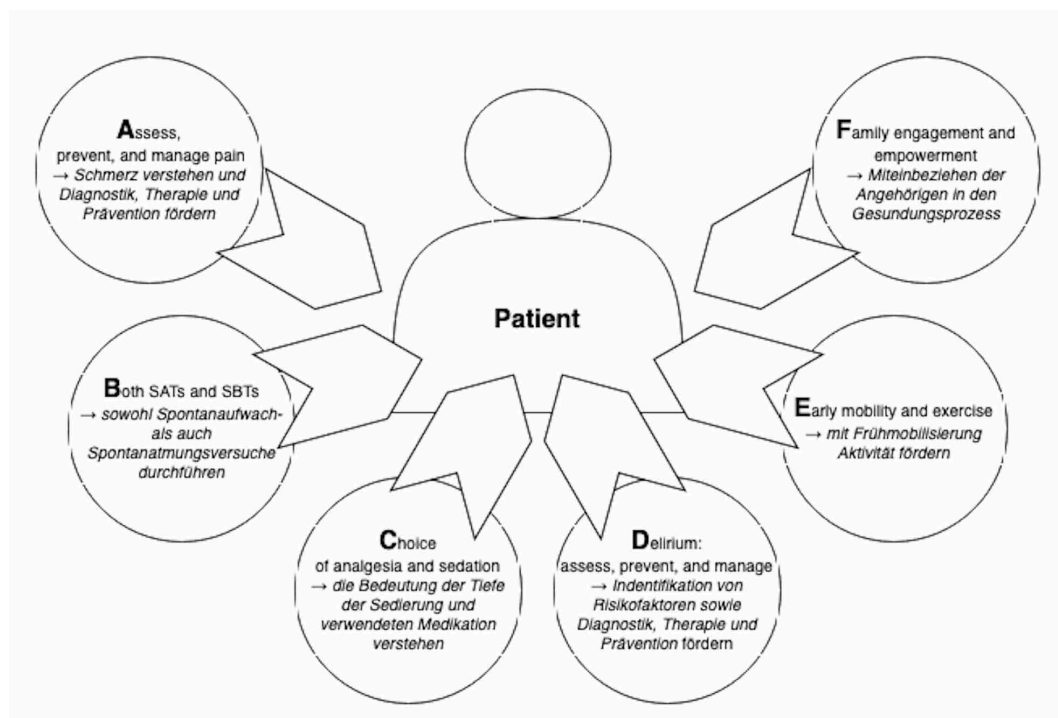 Assess,
prevent, and manage pain
→ Schmerz verstehen und
Diagnostik, Therapie und
Prävention fördern
Both SATs and SBTs
→ sowohl Spontanaufwach-
als auch
Spontanatmungsversuche
durchführen
Choice
of analgesia and sedation
→ die Bedeutung der Tiefe
der Sedierung und
verwendeten Medikation
verstehen
Delirium:
assess, prevent, and manage
→ Indentifikation von
Risikofaktoren sowie
Diagnostik, Therapie und
Prävention fördern
Early mobility and exercise
→ mit Frühmobilisierung
Aktivität fördern
Family engagement and
empowerment
→ Miteinbeziehen der
Angehörigen in den
Gesundungsprozess
Patient